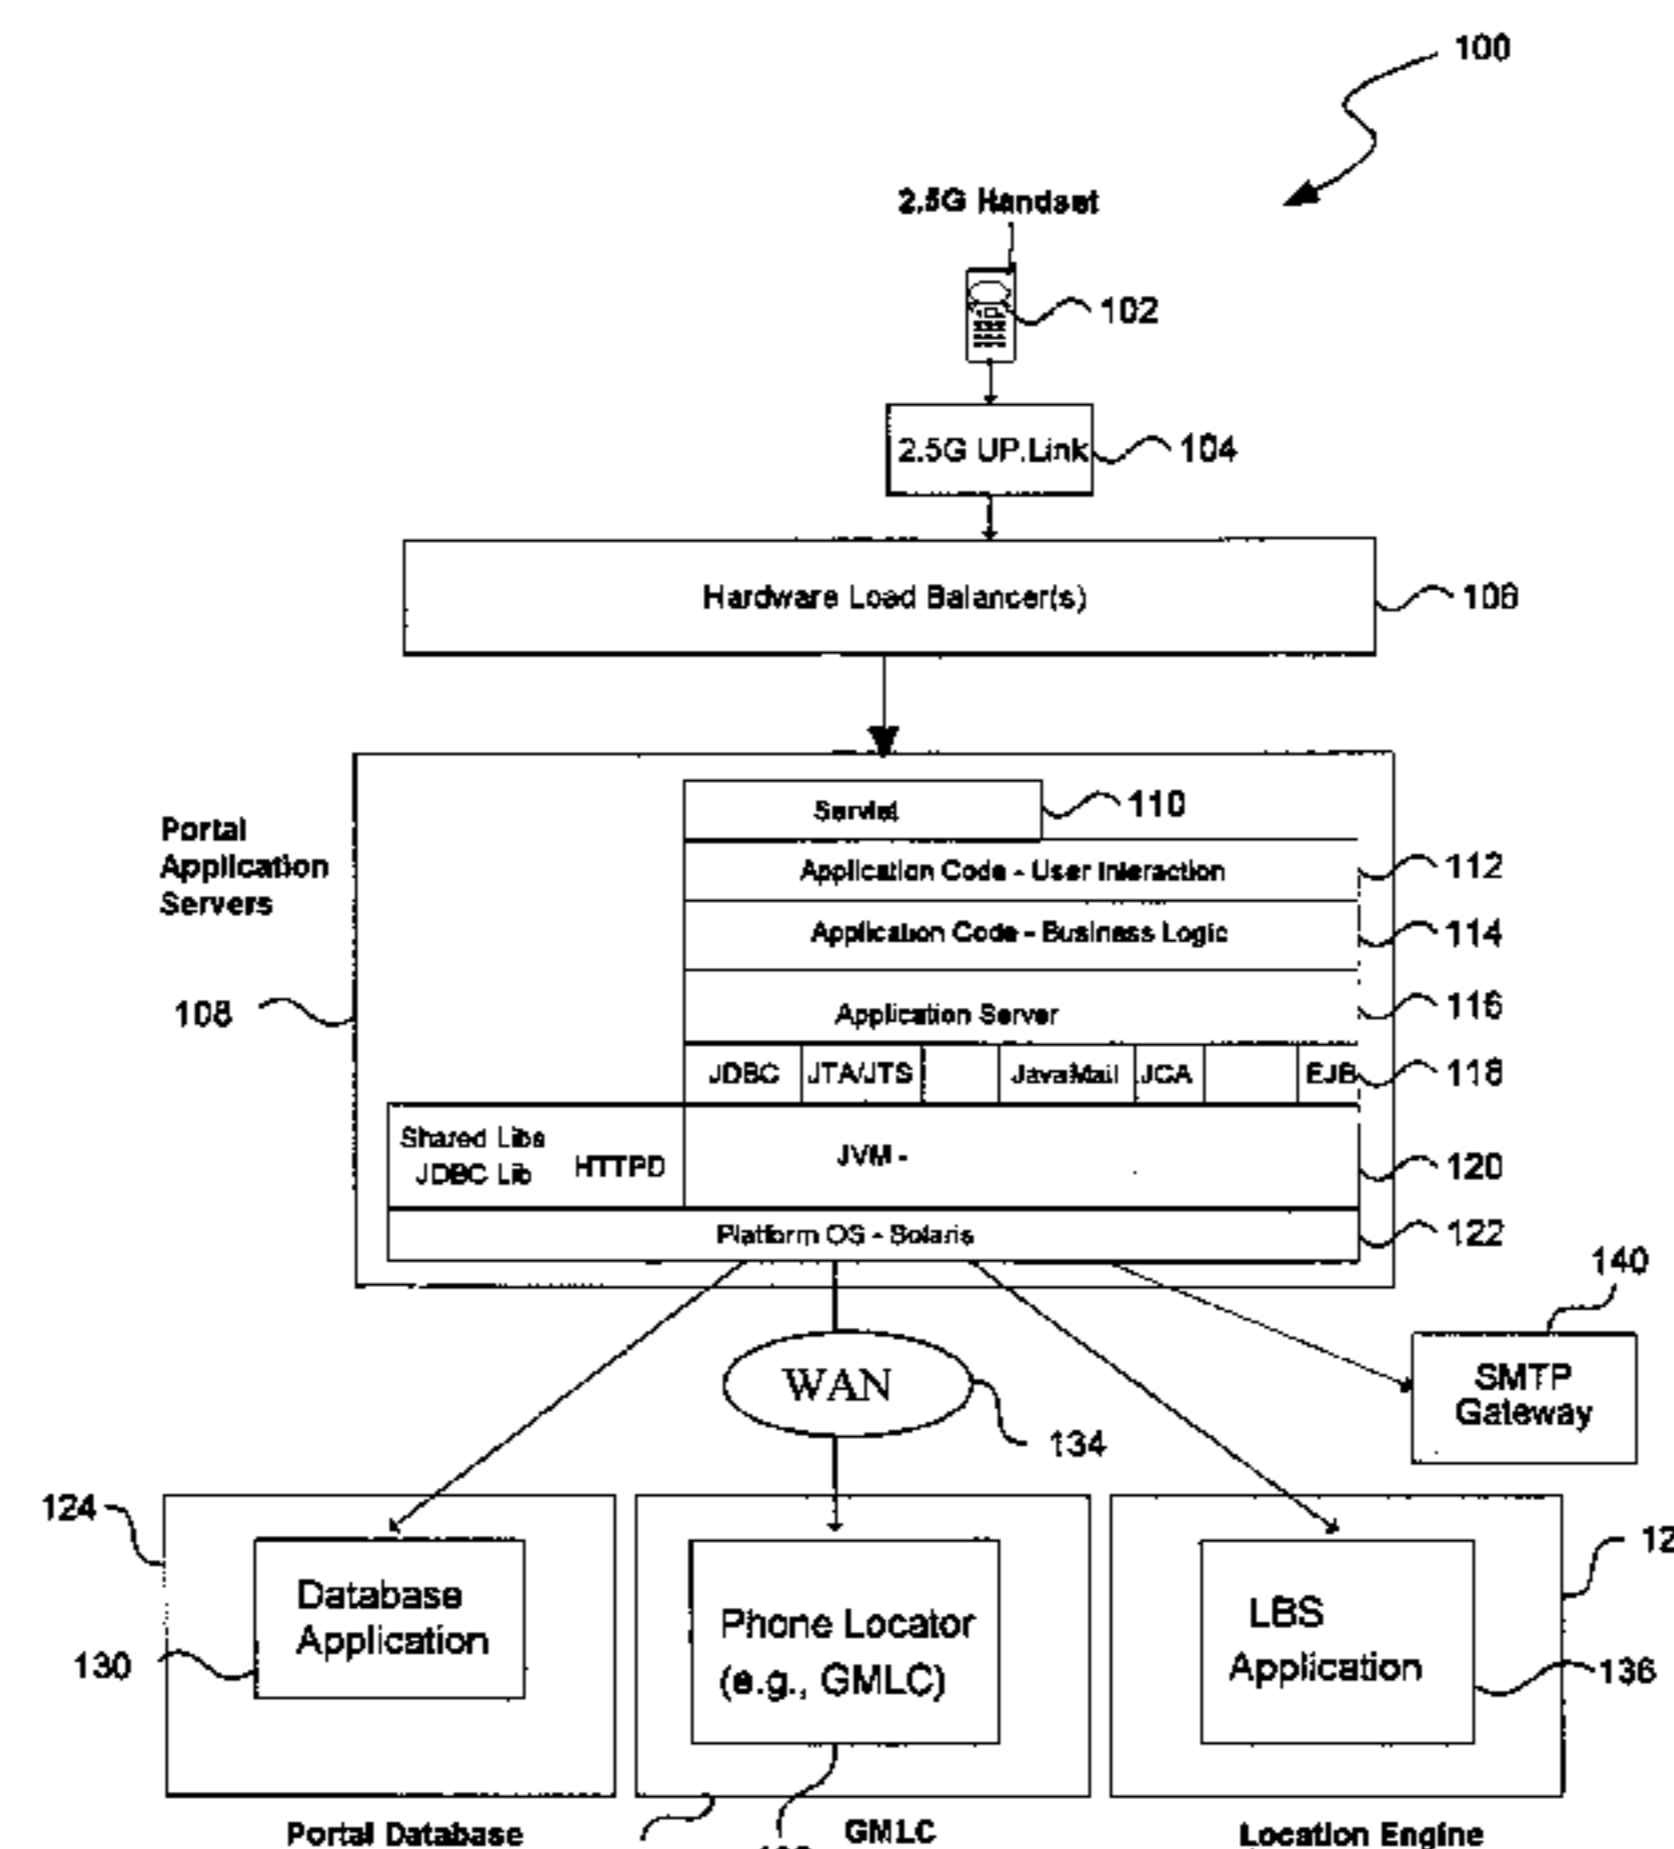 100
2.5G Handset
102
2.5G UP.Link
104
Hardware Load Balancer(s)
106
Portal
Application
Servers
108
Servlet
110
Application Code - User Interaction
112
Application Code - Business Logic
114
Application Server
116
JDBC JTA/JTS JavaMail JCA EJB
118
Shared Libs
JDBC Lib
HTTPD
JVM -
120
Platform OS - Solaris
122
140
SMTP
Gateway
WAN
134
124
Database
Application
130
Phone Locator
(e.g., GMLC)
LBS
Application
136
Portal Database
GMLC
Location Engine